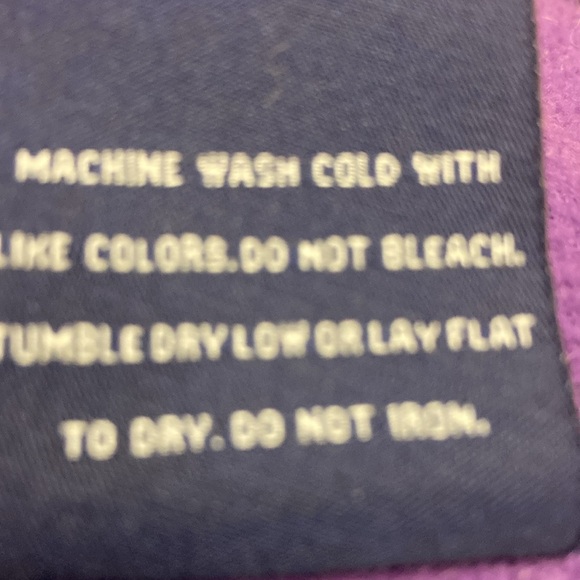 MACHINE WASH COLD WITH
LIKE COLORS.DO NOT BLEACH.
TUMBLE DRY LOW OR LAY FLAT
TO DRY. DO NOT IRON.